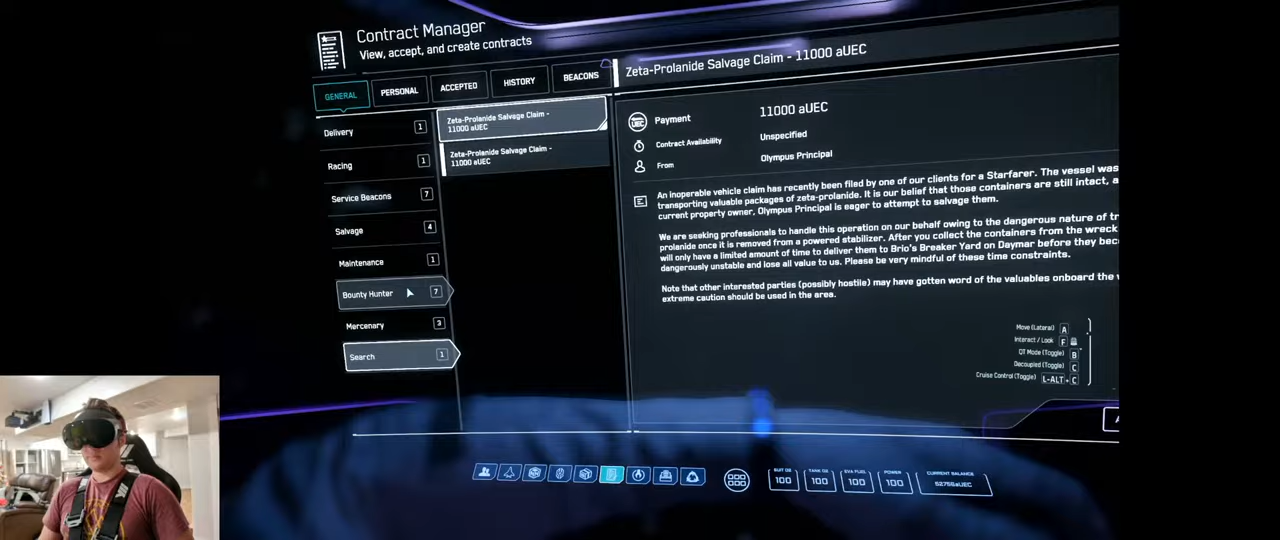 Contract Manager
View, accept, and create contracts
GENERAL
PERSONAL
ACCEPTED
HISTORY
BEACONS
Delivery 1
Racing 1
Service Beacons 7
Salvage 4
Maintenance 1
Bounty Hunter 7
Mercenary 3
Search 1
Zeta-Prolanide Salvage Claim -
11000 aUEC
Zeta-Prolanide Salvage Claim -
11000 aUEC
Zeta-Prolanide Salvage Claim - 11000 aUEC
Payment 11000 aUEC
Contract Availability Unspecified
From Olympus Principal
An inoperable vehicle claim has recently been filed by one of our clients for a Starfarer. The vessel was
transporting valuable packages of zeta-prolanide. It is our belief that those containers are still intact, a
current property owner, Olympus Principal is eager to attempt to salvage them.
We are seeking professionals to handle this operation on our behalf owing to the dangerous nature of
prolanide once it is removed from a powered stabilizer. After you collect the containers from the wreck
will only have a limited amount of time to deliver them to Brio's Breaker Yard on Daymar before they
dangerously unstable and lose all value to us. Please be very mindful of these time constraints.
Note that other interested parties (possibly hostile) may have gotten word of the valuables onboard the
extreme caution should be used in the area.
Move (Lateral) A
Interact / Look F
QT Mode (Toggle) B
Decoupled (Toggle) C
Cruise Control (Toggle) L-ALT + C
SUIT O2
100
TANK O2
100
EVA FUEL
100
POWER
100
CURRENT BALANCE